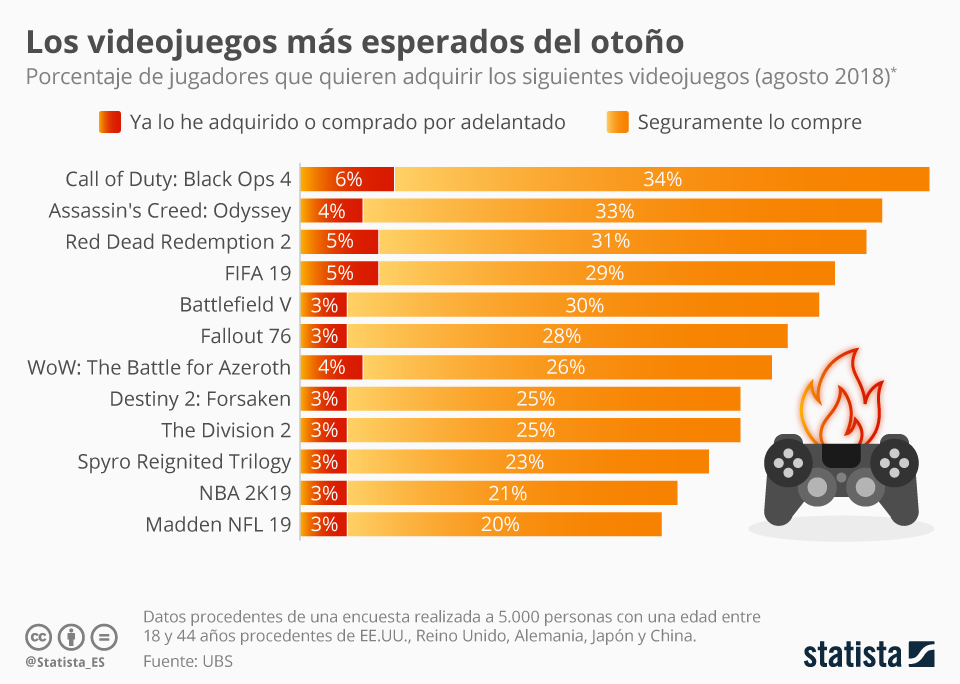 Los videojuegos más esperados del otoño
Porcentaje de jugadores que quieren adquirir los siguientes videojuegos (agosto 2018)*
Ya lo he adquirido o comprado por adelantado Seguramente lo compre
Call of Duty: Black Ops 4 6% 34%
Assassin's Creed: Odyssey 4% 33%
Red Dead Redemption 2 5% 31%
FIFA 19 5% 29%
Battlefield V 3% 30%
Fallout 76 3% 28%
WoW: The Battle for Azeroth 4% 26%
Destiny 2: Forsaken 3% 25%
The Division 2 3% 25%
Spyro Reignited Trilogy 3% 23%
NBA 2K19 3% 21%
Madden NFL 19 3% 20%
Datos procedentes de una encuesta realizada a 5.000 personas con una edad entre
18 y 44 años procedentes de EE.UU., Reino Unido, Alemania, Japón y China.
Fuente: UBS
cc
@Statista_ES
statista